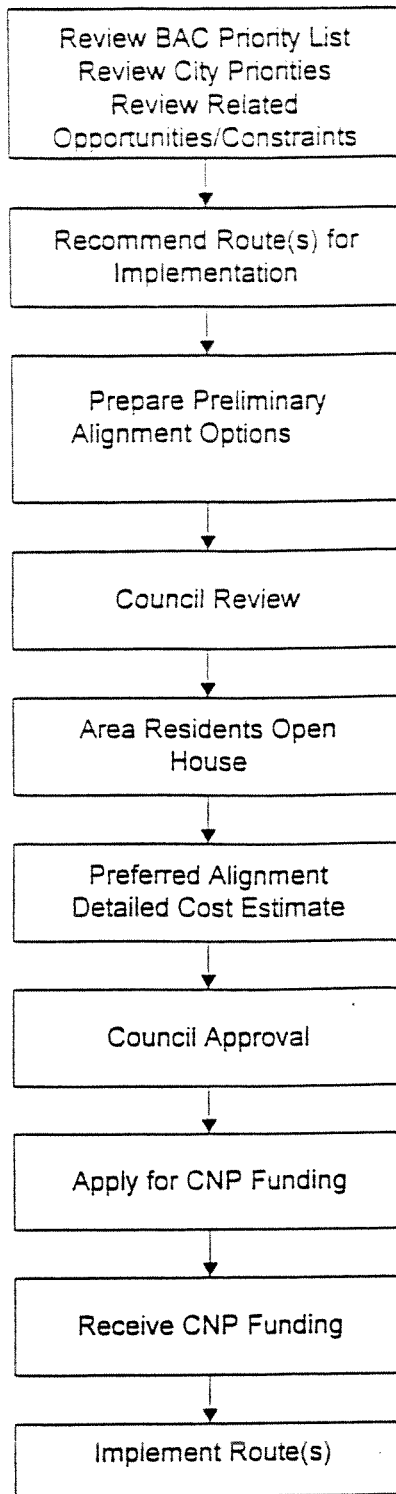 Review BAC Priority List
Review City Priorities
Review Related
Opportunities/Constraints
Recommend Route(s) for
Implementation
Prepare Preliminary
Alignment Options
Council Review
Area Residents Open
House
Preferred Alignment
Detailed Cost Estimate
Council Approval
Apply for CNP Funding
Receive CNP Funding
Implement Route(s)